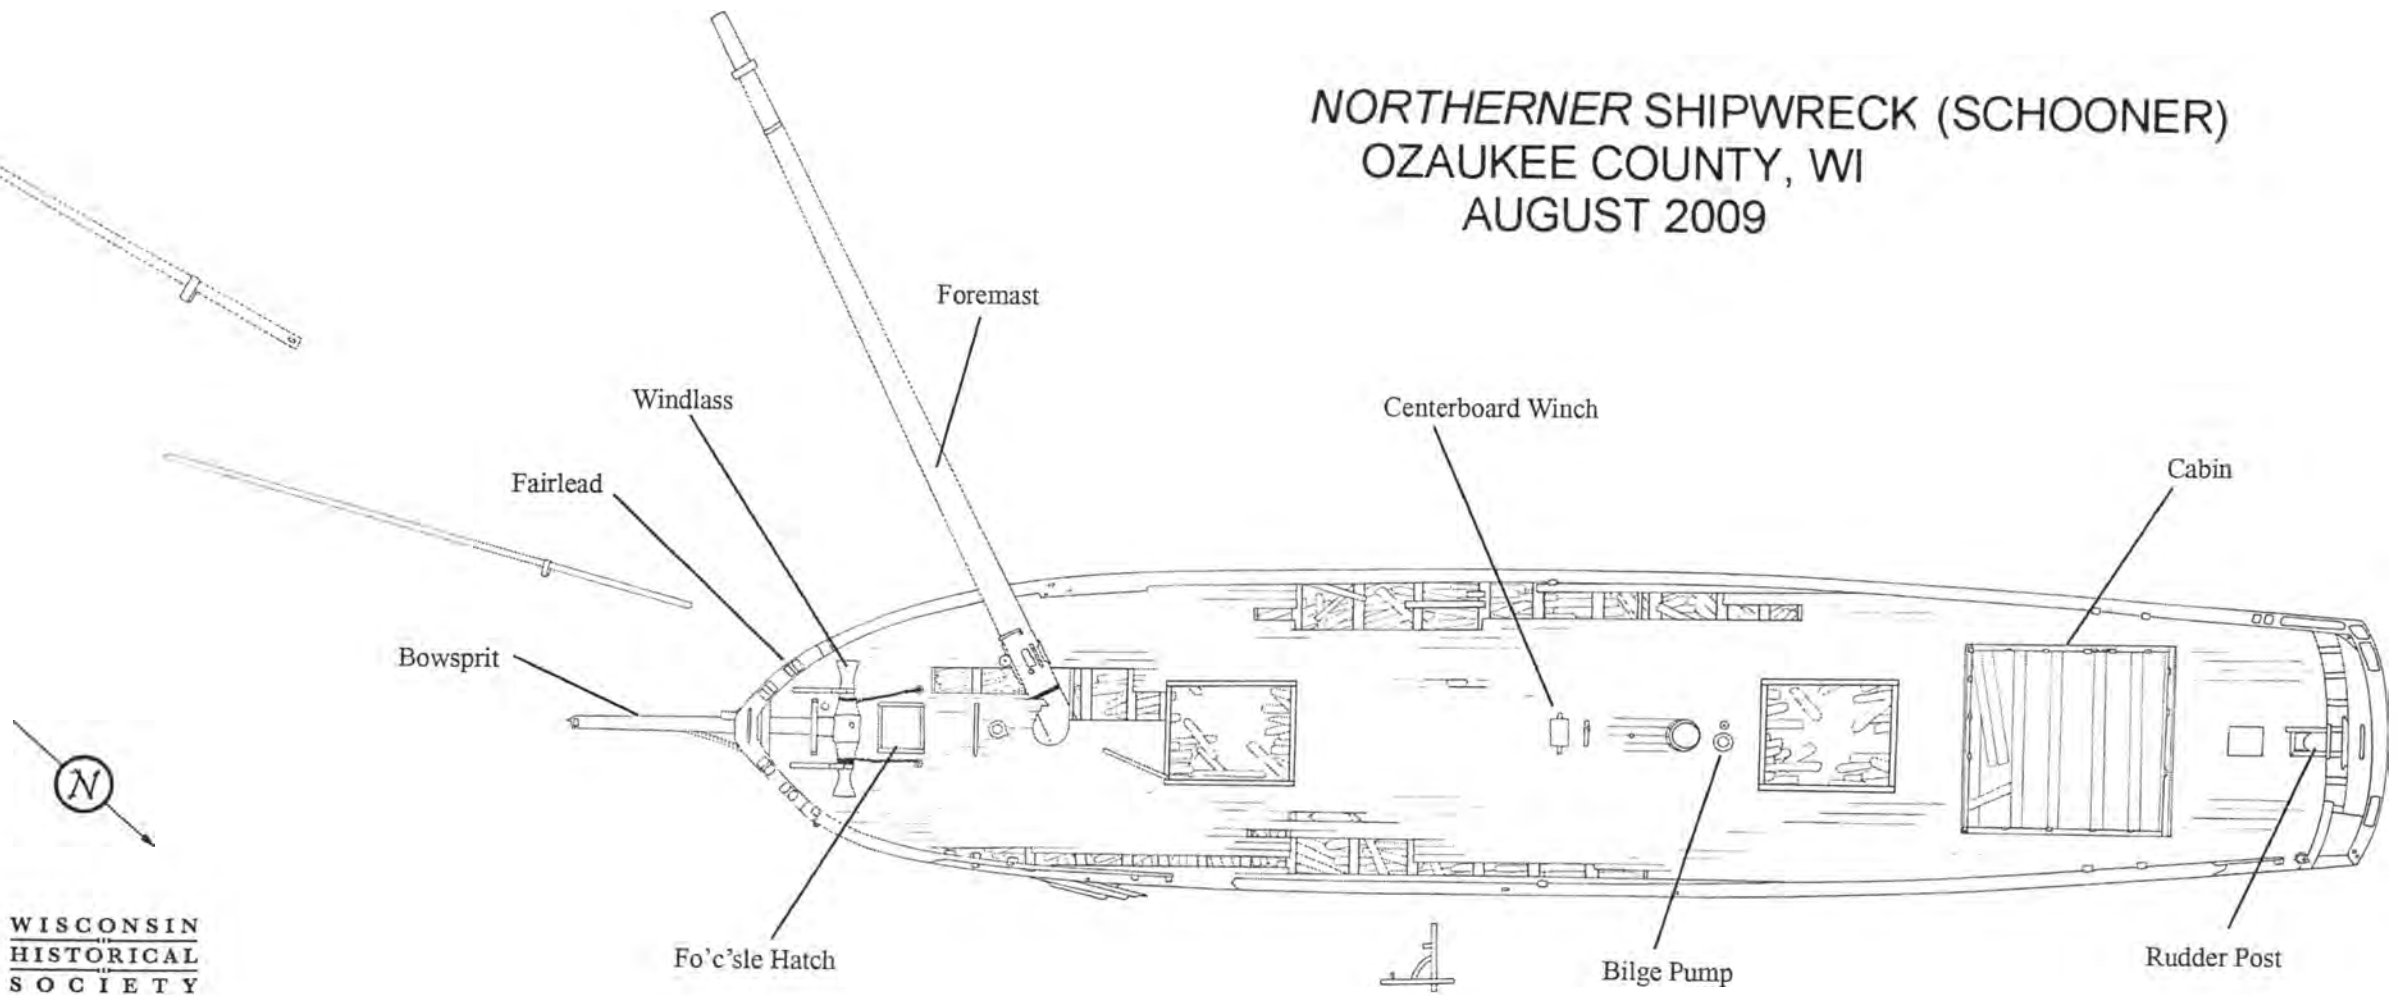 NORTHERNER SHIPWRECK (SCHOONER)
OZAUKEE COUNTY, WI
AUGUST 2009
Foremast
Windlass
Centerboard Winch
Fairlead
Cabin
Bowsprit
N
Fo'c'sle Hatch
Bilge Pump
Rudder Post
WISCONSIN
HISTORICAL
SOCIETY